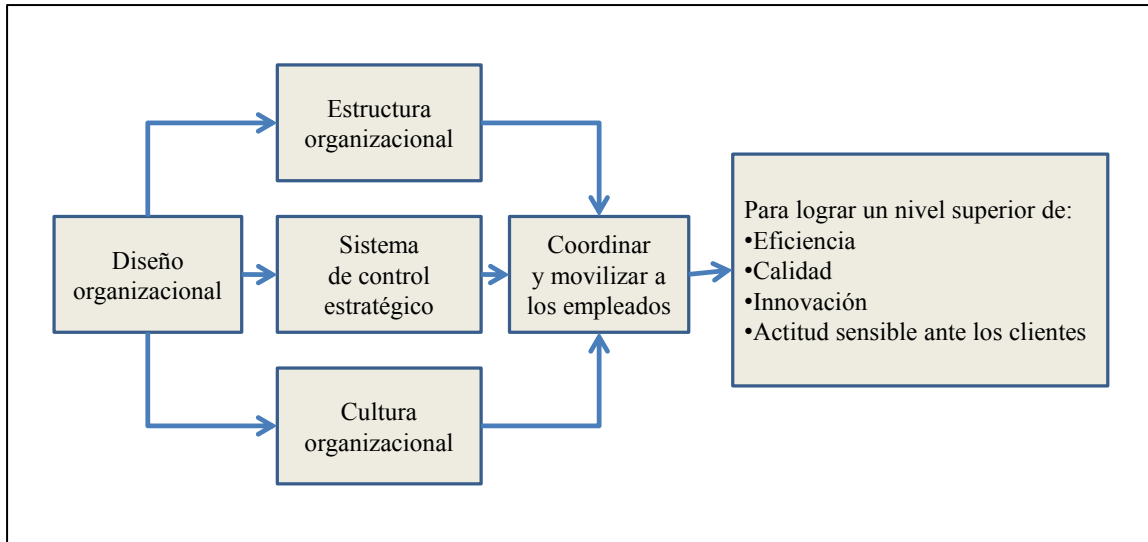 Estructura
organizacional
Diseño
organizacional
Sistema
de control
estratégico
Cultura
organizacional
Coordinar
y movilizar a
los empleados
Para lograr un nivel superior de:
•Eficiencia
•Calidad
•Innovación
•Actitud sensible ante los clientes